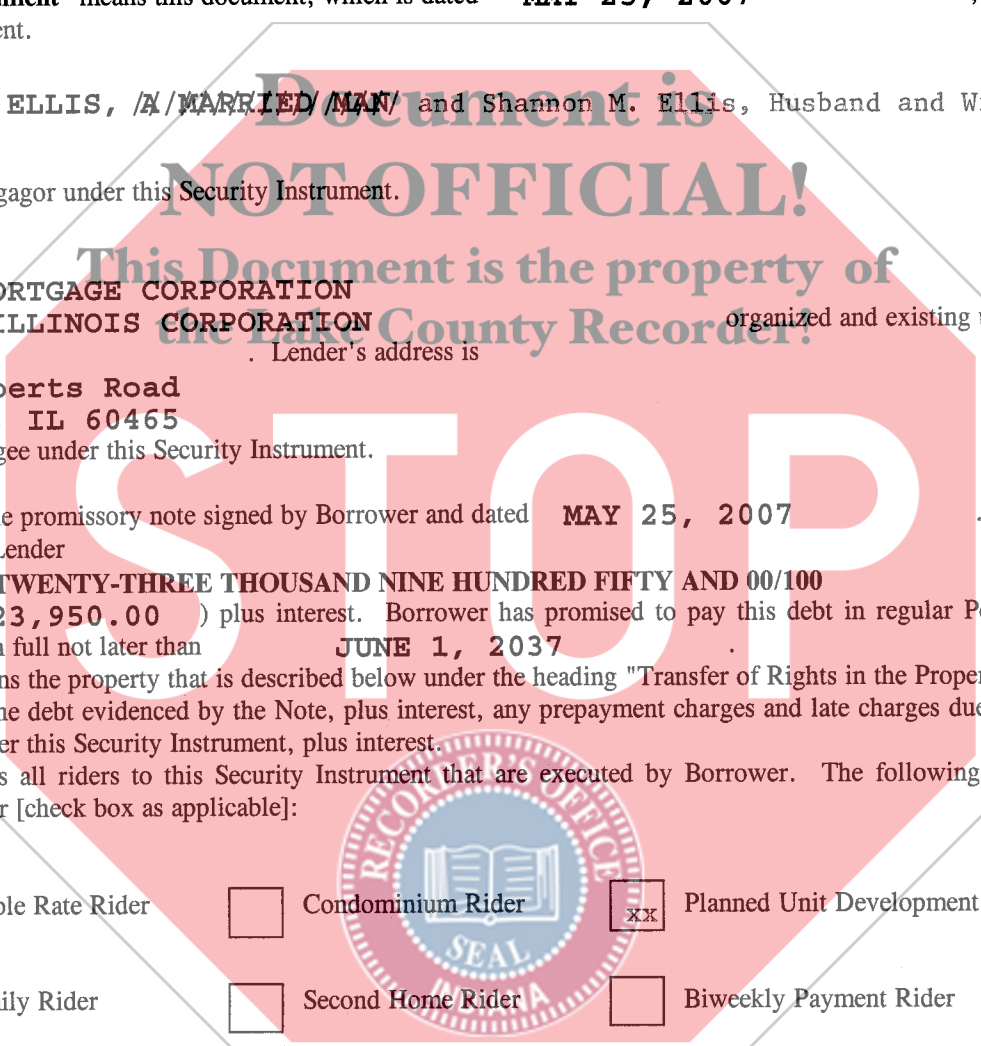 ment" means this document, which is dated MAY 25, 2007 ,
ent.
ELLIS, /A/MARRIED/MAN/ and Shannon M. Ellis, Husband and Wi
Document is
NOT OFFICIAL!
gagor under this Security Instrument.
This Document is the property of
the Lake County Recorder!
ORTGAGE CORPORATION
ILLINOIS CORPORATION organized and existing u
. Lender's address is
berts Road
IL 60465
gee under this Security Instrument.
STOP
e promissory note signed by Borrower and dated MAY 25, 2007 .
Lender
TWENTY-THREE THOUSAND NINE HUNDRED FIFTY AND 00/100
23,950.00 ) plus interest. Borrower has promised to pay this debt in regular Pe
n full not later than JUNE 1, 2037 .
ns the property that is described below under the heading "Transfer of Rights in the Proper
he debt evidenced by the Note, plus interest, any prepayment charges and late charges due
er this Security Instrument, plus interest.
s all riders to this Security Instrument that are executed by Borrower. The following
r [check box as applicable]:
RECORDER'S OFFICE
SEAL
INDIANA
ble Rate Rider Condominium Rider xx Planned Unit Development
ily Rider Second Home Rider Biweekly Payment Rider